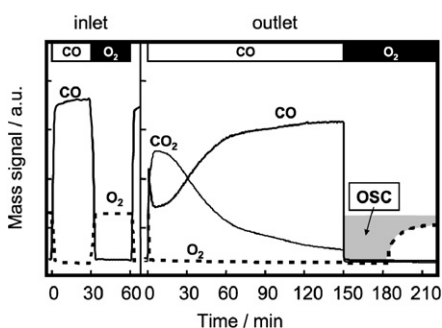 inlet outlet
CO O₂ CO O₂
CO CO
CO₂
O₂ OSC
O₂
0 30 60 0 30 60 90 120 150 180 210
Time / min
Mass signal / a.u.